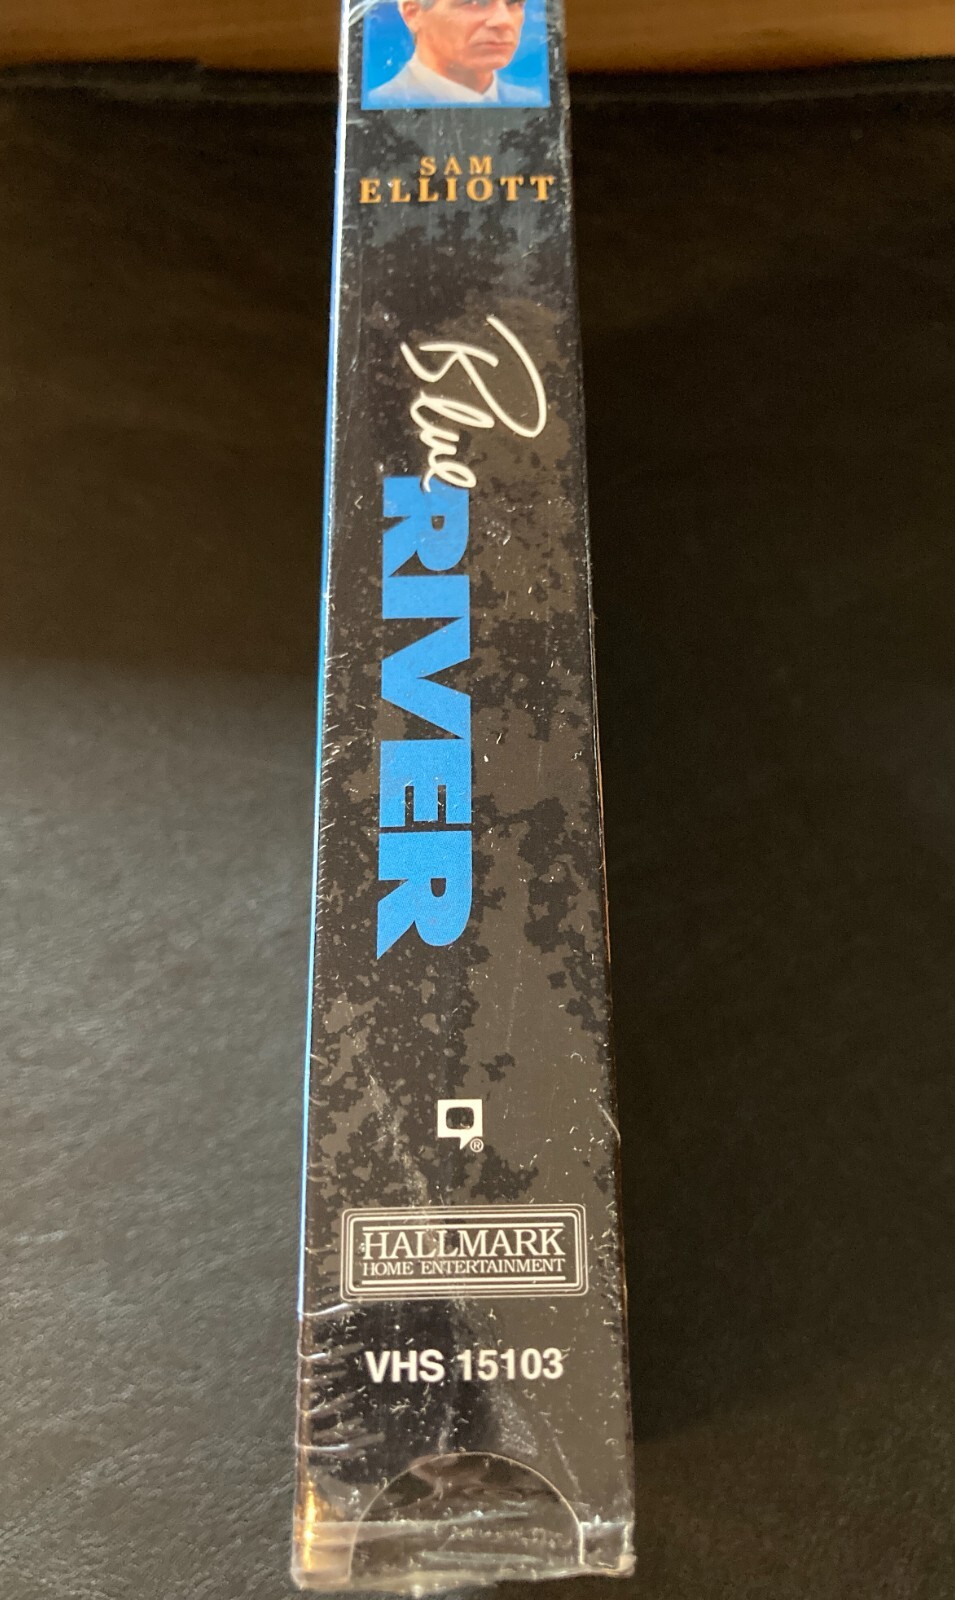 SAM
ELLIOTT
Blue
RIVER
®
HALLMARK
HOME ENTERTAINMENT
VHS 15103